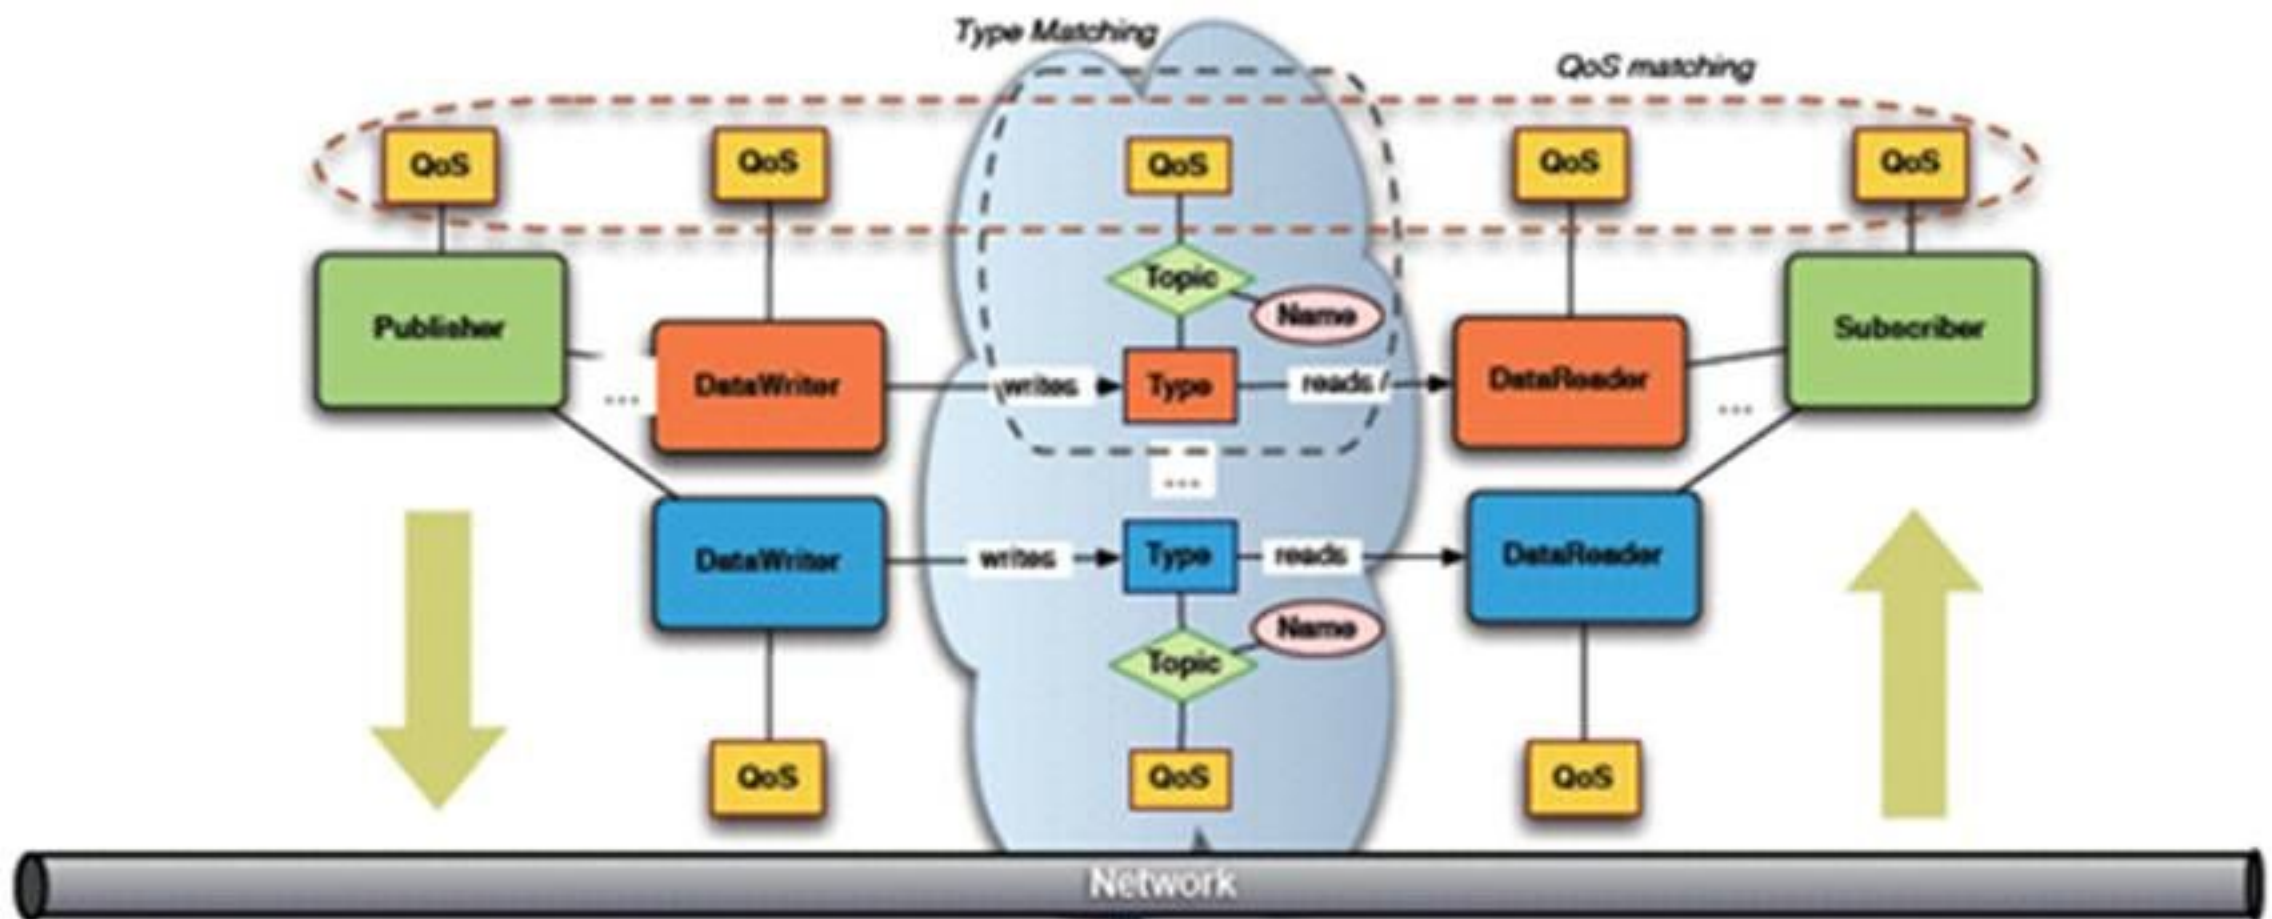 Type Matching
QoS matching
QoS
QoS
QoS
QoS
QoS
Topic
Name
Publisher
Subscriber
...
DataWriter
writes
Type
reads
DataReader
...
...
DataWriter
writes
Type
reads
DataReader
Name
Topic
QoS
QoS
QoS
Network